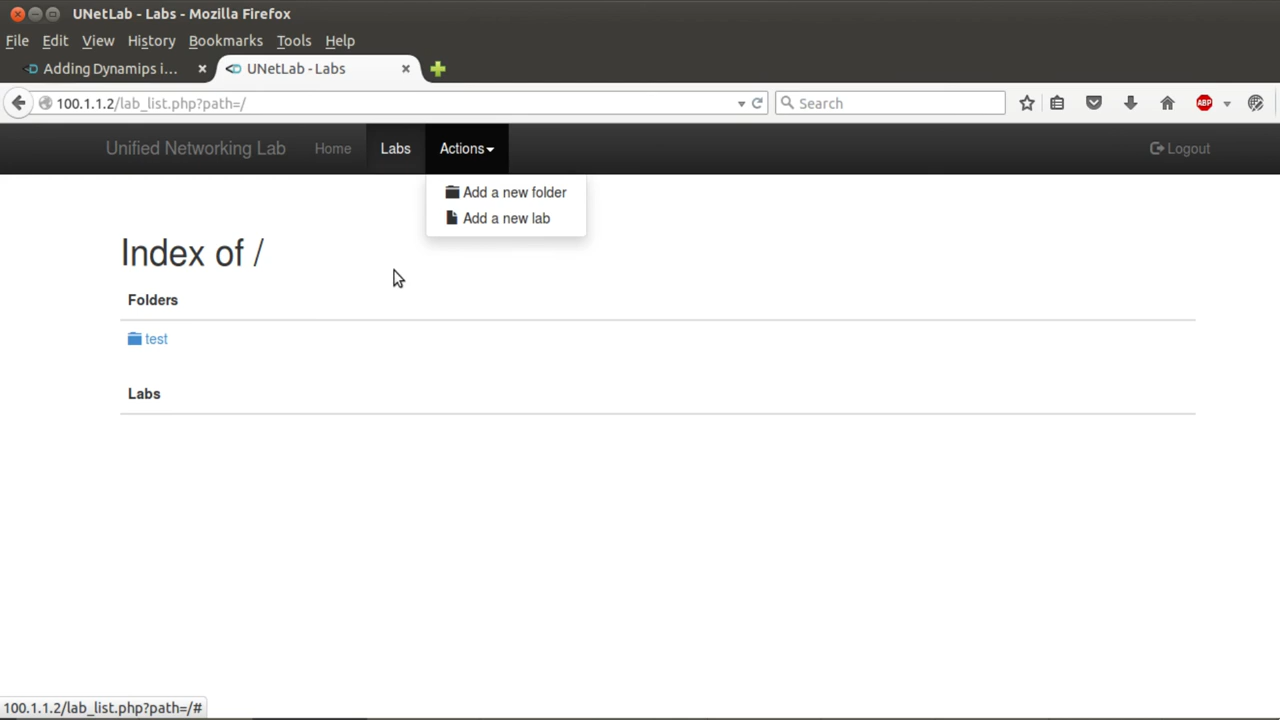 UNetLab - Labs - Mozilla Firefox
File Edit View History Bookmarks Tools Help
Adding Dynamips i... UNetLab - Labs
100.1.1.2/lab_list.php?path=/ Search ABP
Unified Networking Lab Home Labs Actions Logout
Add a new folder
Add a new lab
Index of /
Folders
test
Labs
100.1.1.2/lab_list.php?path=/#